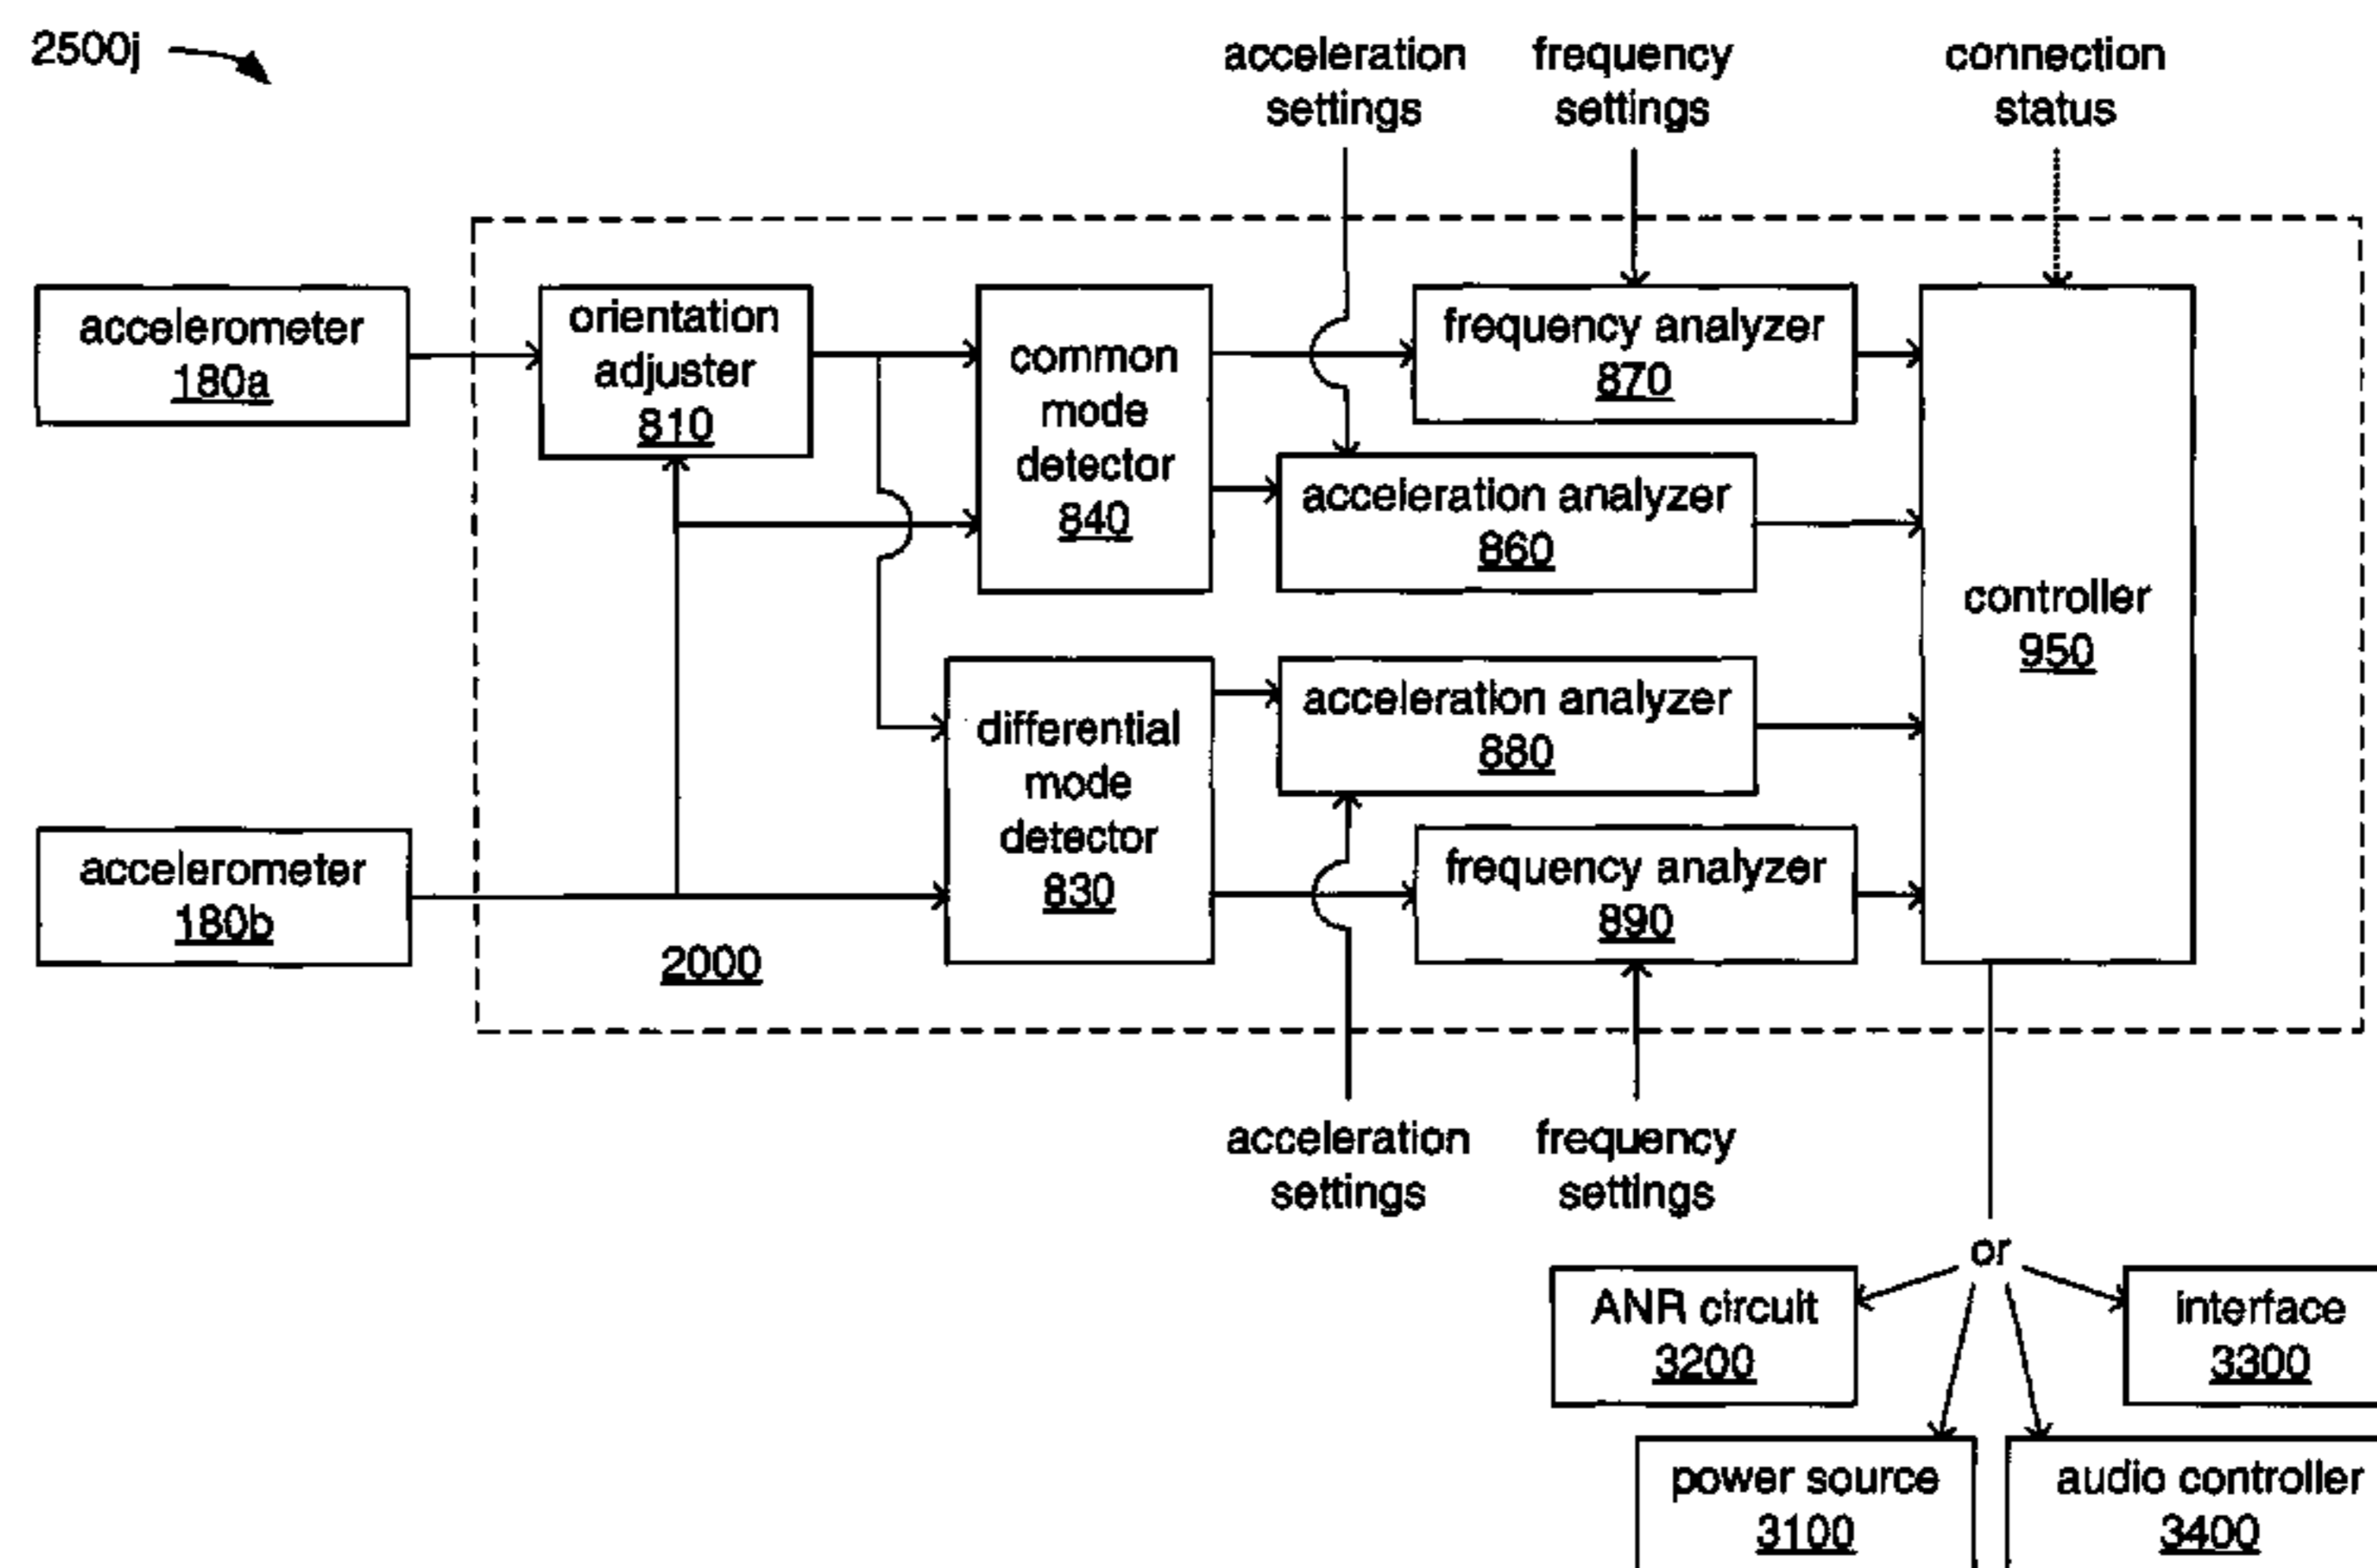 2500j
acceleration
settings
frequency
settings
connection
status
accelerometer
180a
orientation
adjuster
810
common
mode
detector
840
frequency analyzer
870
acceleration analyzer
860
controller
950
differential
mode
detector
830
acceleration analyzer
880
accelerometer
180b
frequency analyzer
890
2000
acceleration
settings
frequency
settings
or
ANR circuit
3200
interface
3300
power source
3100
audio controller
3400